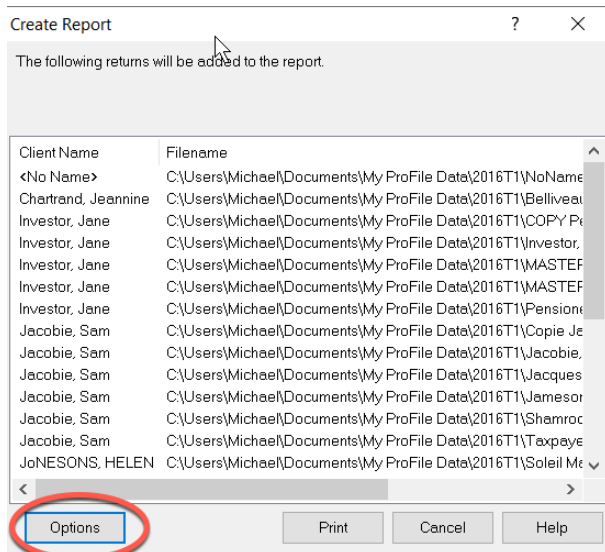 Create Report ?
The following returns will be added to the report.
Client Name Filename
<No Name> C:\Users\Michael\Documents\My ProFile Data\2016T1\NoName
Chartrand, Jeannine C:\Users\Michael\Documents\My ProFile Data\2016T1\Belliveau
Investor, Jane C:\Users\Michael\Documents\My ProFile Data\2016T1\COPY Pe
Investor, Jane C:\Users\Michael\Documents\My ProFile Data\2016T1\Investor,
Investor, Jane C:\Users\Michael\Documents\My ProFile Data\2016T1\MASTER
Investor, Jane C:\Users\Michael\Documents\My ProFile Data\2016T1\MASTER
Investor, Jane C:\Users\Michael\Documents\My ProFile Data\2016T1\Pensione
Jacobie, Sam C:\Users\Michael\Documents\My ProFile Data\2016T1\Copie Ja
Jacobie, Sam C:\Users\Michael\Documents\My ProFile Data\2016T1\Jacobie,
Jacobie, Sam C:\Users\Michael\Documents\My ProFile Data\2016T1\Jacques
Jacobie, Sam C:\Users\Michael\Documents\My ProFile Data\2016T1\Jameson
Jacobie, Sam C:\Users\Michael\Documents\My ProFile Data\2016T1\Shamroc
Jacobie, Sam C:\Users\Michael\Documents\My ProFile Data\2016T1\Taxpaye
JoNESONS, HELEN C:\Users\Michael\Documents\My ProFile Data\2016T1\Soleil Ma
Options Print Cancel Help